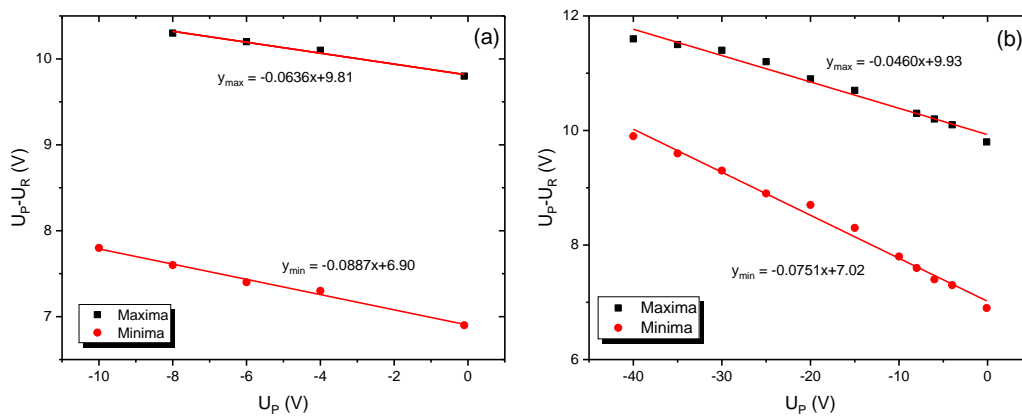 (a)
10
9
8
7
U_P-U_R (V)
y_max = -0.0636x+9.81
y_min = -0.0887x+6.90
Maxima
Minima
-10 -8 -6 -4 -2 0
U_P (V)
(b)
12
10
8
6
U_P-U_R (V)
y_max = -0.0460x+9.93
y_min = -0.0751x+7.02
Maxima
Minima
-40 -30 -20 -10 0
U_P (V)